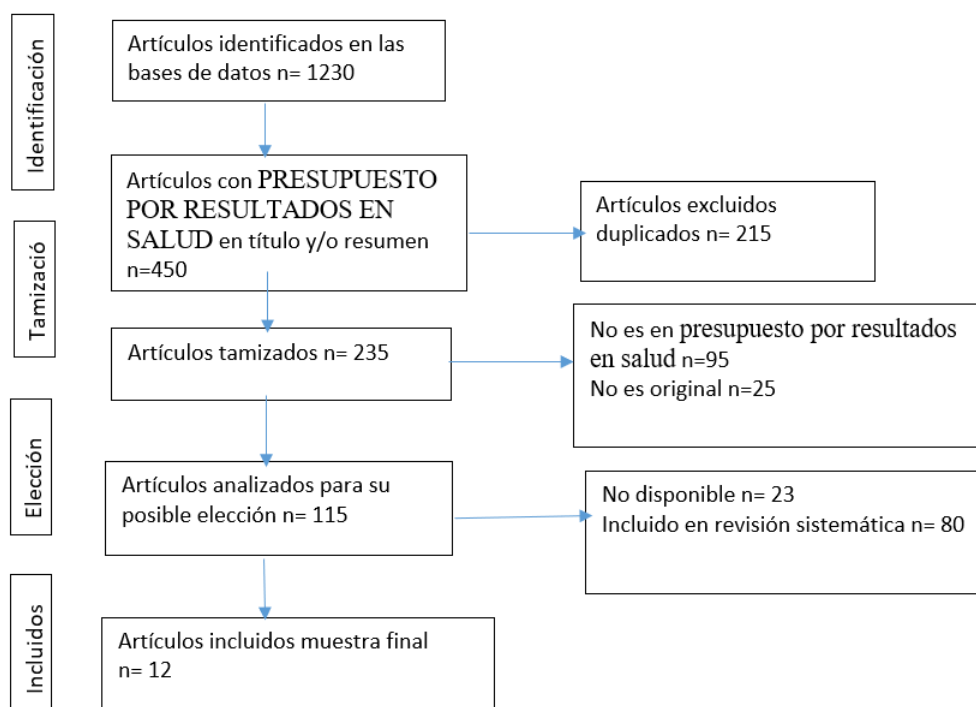 Identificación
Artículos identificados en las
bases de datos n= 1230
Artículos con PRESUPUESTO
POR RESULTADOS EN
SALUD en título y/o resumen
n=450
Artículos excluidos
duplicados n= 215
Tamizació
Artículos tamizados n= 235
No es en presupuesto por resultados
en salud n=95
No es original n=25
Elección
Artículos analizados para su
posible elección n= 115
No disponible n= 23
Incluido en revisión sistemática n= 80
Incluidos
Artículos incluidos muestra final
n= 12